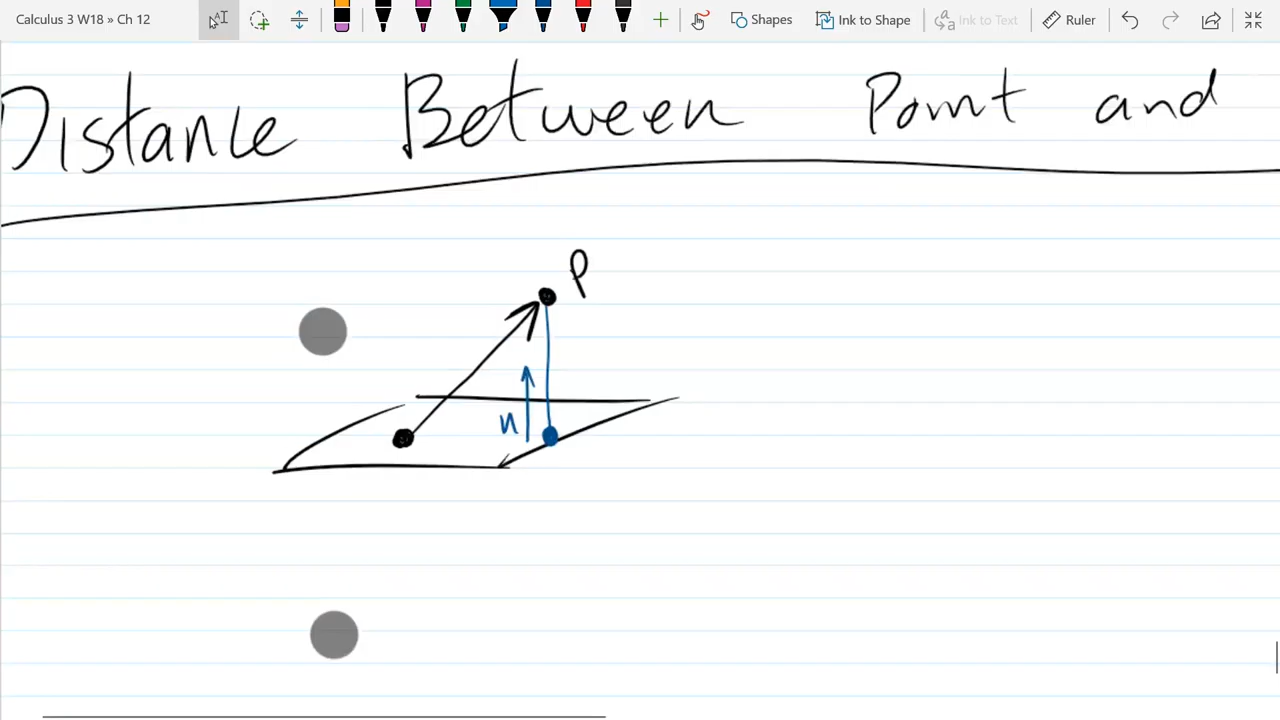 Calculus 3 W18 » Ch 12
Shapes
Ink to Shape
Ink to Text
Ruler
Distance Between Point and
P
n